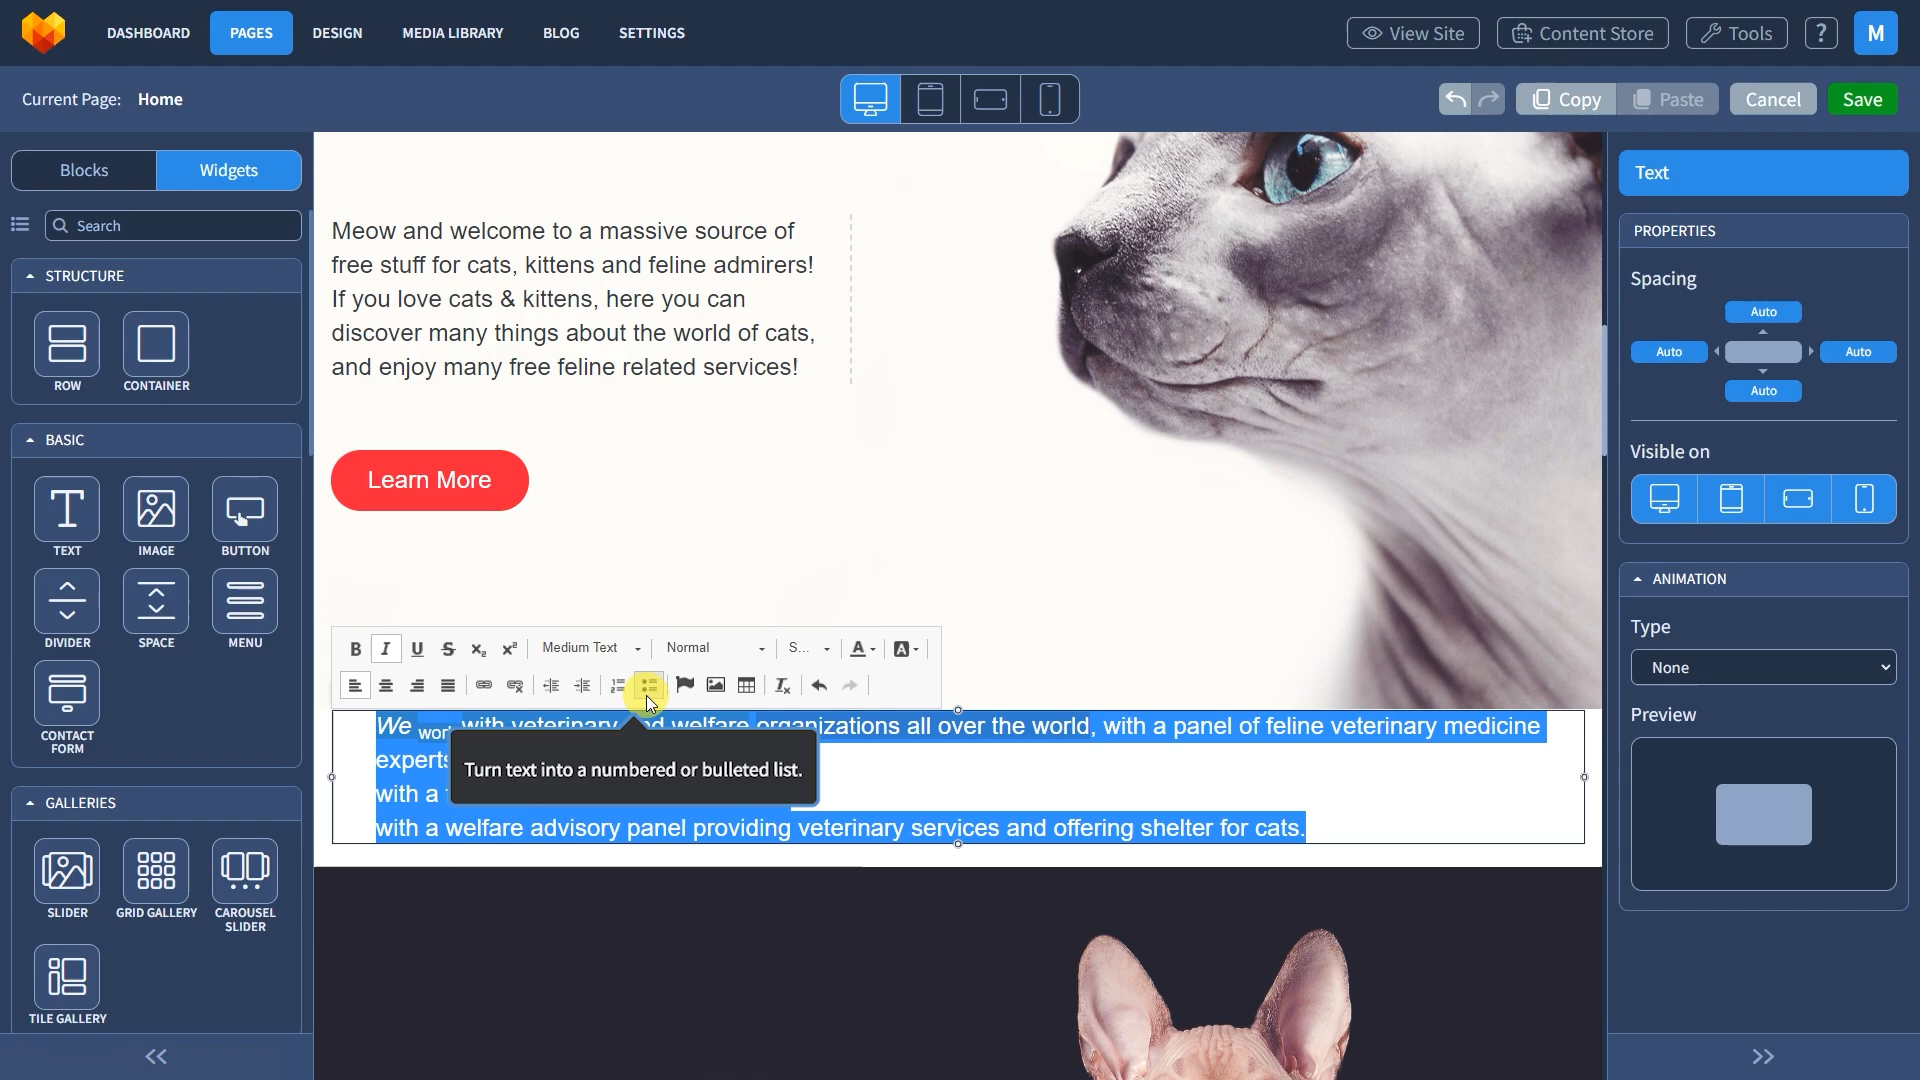 DASHBOARD PAGES DESIGN MEDIA LIBRARY BLOG SETTINGS View Site Content Store Tools ? M
Current Page: Home Copy Paste Cancel Save
Blocks Widgets
Search
STRUCTURE
ROW CONTAINER
BASIC
TEXT IMAGE BUTTON
DIVIDER SPACE MENU
CONTACT
FORM
GALLERIES
SLIDER GRID GALLERY CAROUSEL
SLIDER
TILE GALLERY
Meow and welcome to a massive source of
free stuff for cats, kittens and feline admirers!
If you love cats & kittens, here you can
discover many things about the world of cats,
and enjoy many free feline related services!
Learn More
B I U S x₂ x² Medium Text Normal S... A A
We with veterinary and welfare organizations all over the world, with a panel of feline veterinary medicine
experts
with a
with a welfare advisory panel providing veterinary services and offering shelter for cats.
Turn text into a numbered or bulleted list.
Text
PROPERTIES
Spacing
Auto
Auto Auto
Auto
Visible on
ANIMATION
Type
None
Preview